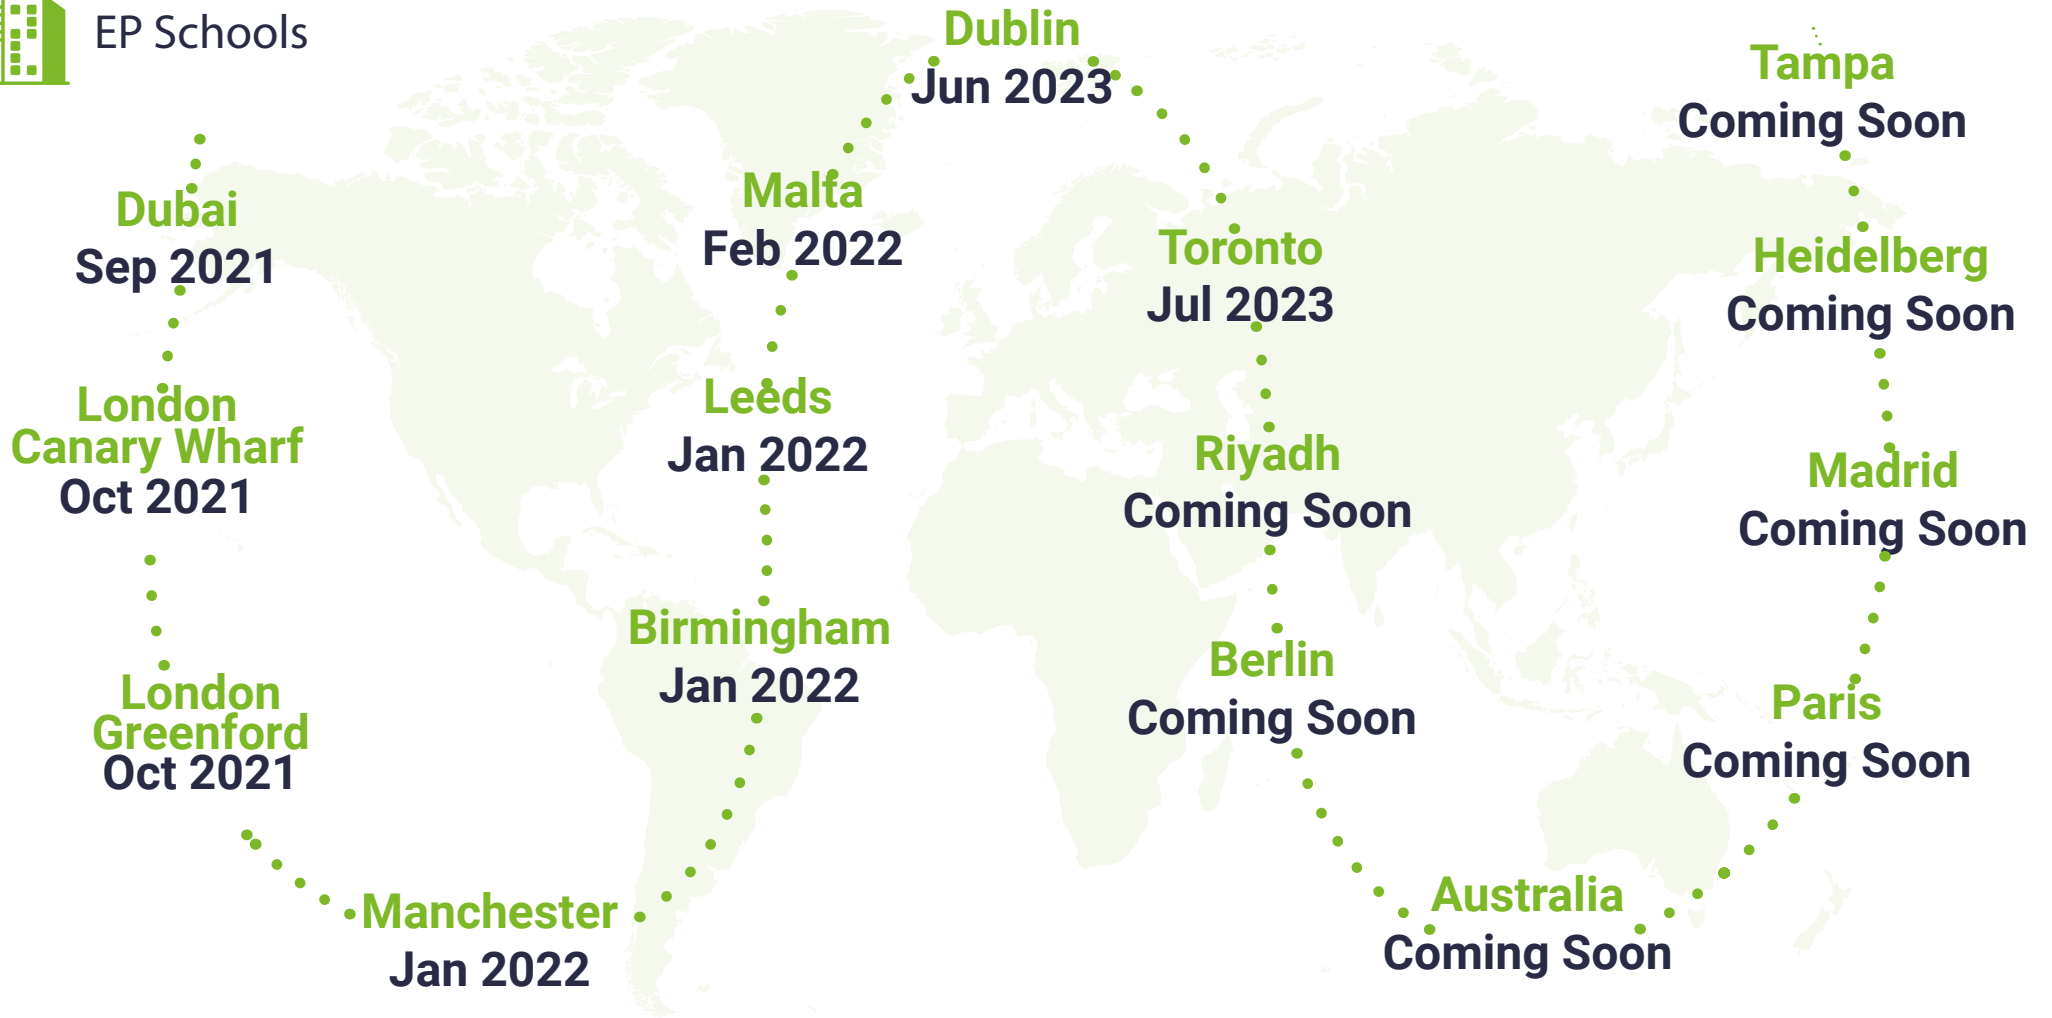 EP Schools
Dubai
Sep 2021
London
Canary Wharf
Oct 2021
London
Greenford
Oct 2021
Manchester
Jan 2022
Birmingham
Jan 2022
Leeds
Jan 2022
Malfa
Feb 2022
Dublin
Jun 2023
Toronto
Jul 2023
Riyadh
Coming Soon
Berlin
Coming Soon
Australia
Coming Soon
Paris
Coming Soon
Madrid
Coming Soon
Heidelberg
Coming Soon
Tampa
Coming Soon